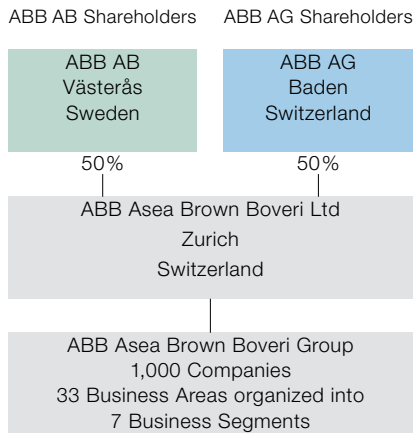 ABB AB Shareholders
ABB AG Shareholders
ABB AB
Västerås
Sweden
ABB AG
Baden
Switzerland
50%
50%
ABB Asea Brown Boveri Ltd
Zurich
Switzerland
ABB Asea Brown Boveri Group
1,000 Companies
33 Business Areas organized into
7 Business Segments